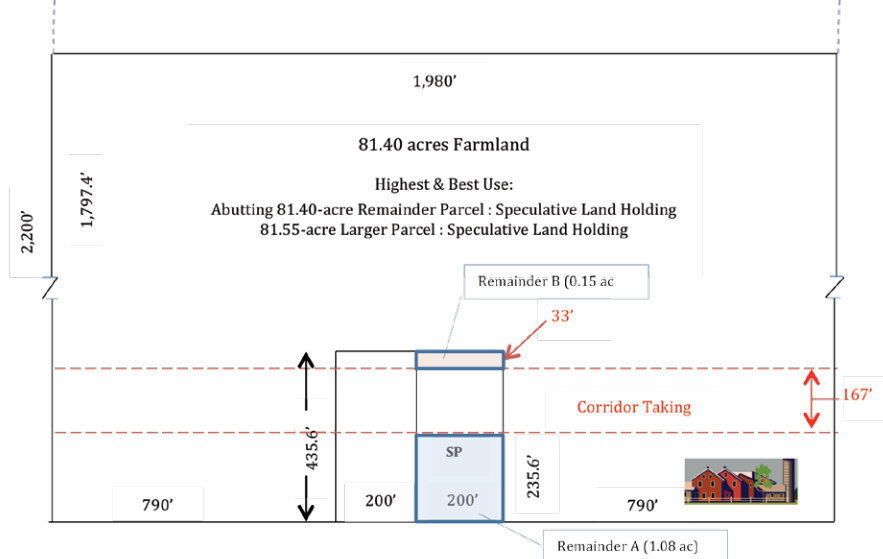 1,980’
81.40 acres Farmland
Highest & Best Use:
Abutting 81.40-acre Remainder Parcel : Speculative Land Holding
81.55-acre Larger Parcel : Speculative Land Holding
1,797.4’
2,200’
Remainder B (0.15 ac
33’
167’
Corridor Taking
435.6’
SP
235.6’
790’
200’
200’
790’
Remainder A (1.08 ac)